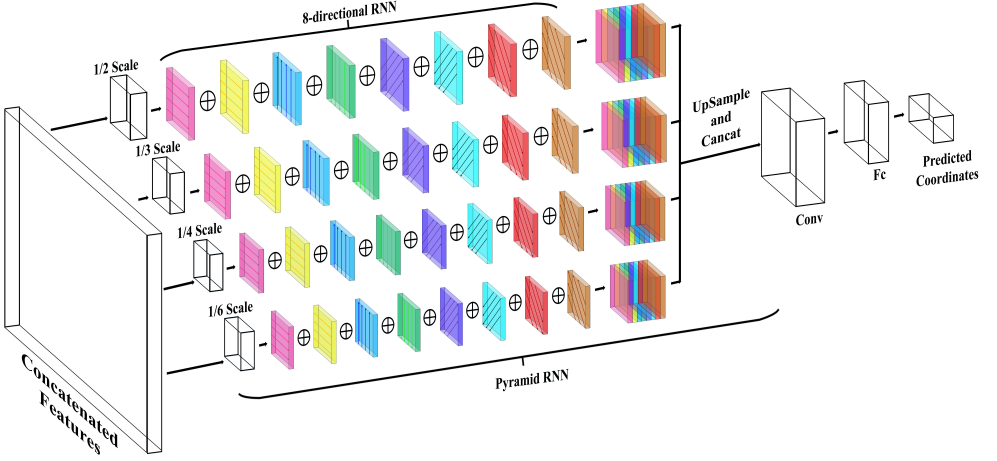 8-directional RNN
1/2 Scale
1/3 Scale
1/4 Scale
1/6 Scale
Concatenated
Features
UpSample
and
Cancat
Conv
Fc
Predicted
Coordinates
Pyramid RNN